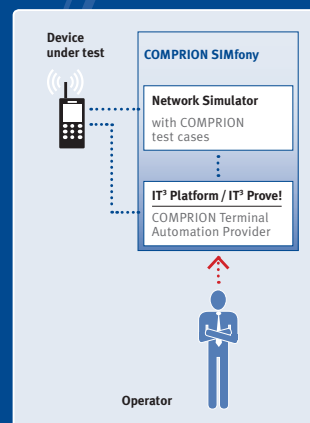 Device
under test
COMPRION SIMfony
Network Simulator
with COMPRION
test cases
IT³ Platform / IT³ Prove!
COMPRION Terminal
Automation Provider
Operator